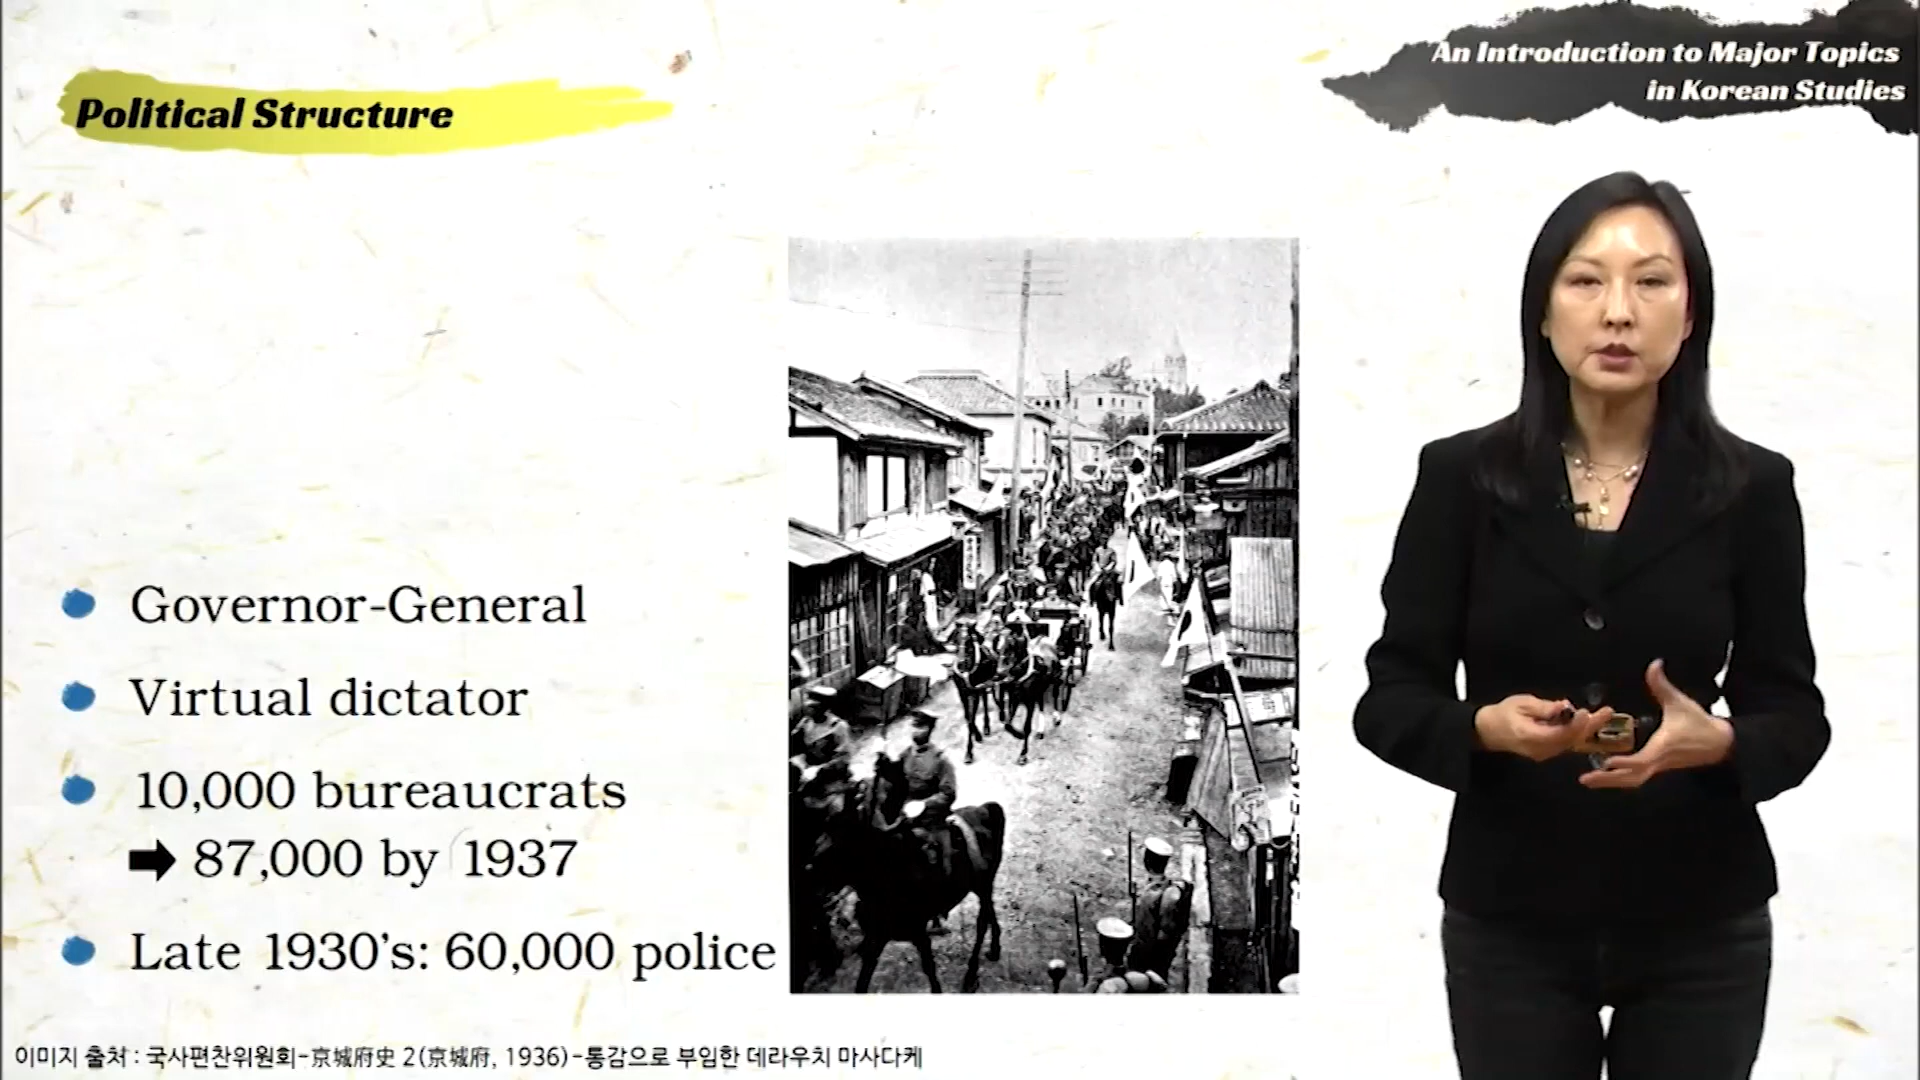 An Introduction to Major Topics
in Korean Studies
Political Structure
Governor-General
Virtual dictator
10,000 bureaucrats
➡ 87,000 by 1937
Late 1930's: 60,000 police
이미지 출처 : 국사편찬위원회-京城府史 2(京城府, 1936)-통감으로 부임한 데라우치 마사다케